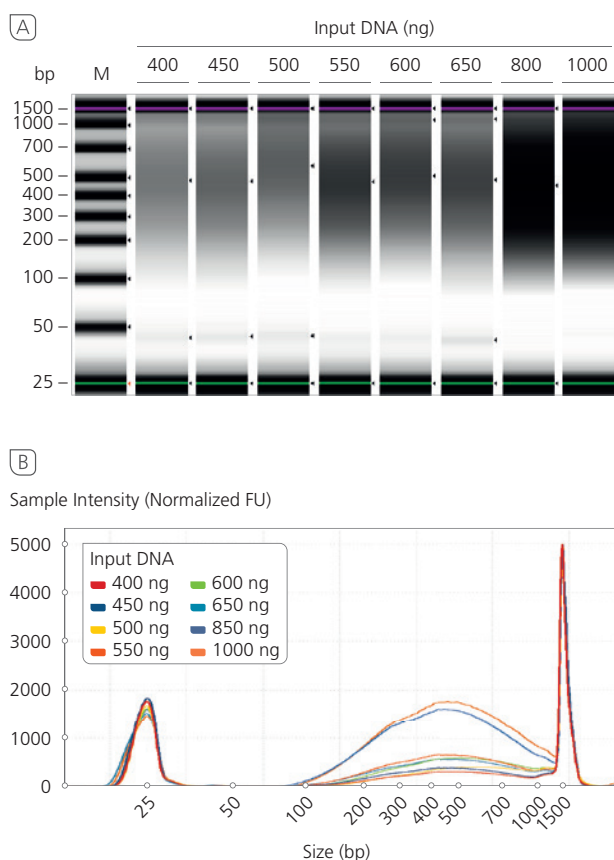 A
Input DNA (ng)
bp M 400 450 500 550 600 650 800 1000
1500
1000
700
500
400
300
200
100
50
25
B
Sample Intensity (Normalized FU)
5000
4000
3000
2000
1000
0
Input DNA
400 ng 600 ng
450 ng 650 ng
500 ng 850 ng
550 ng 1000 ng
25 50 100 200 300 400 500 700 1000 1500
Size (bp)